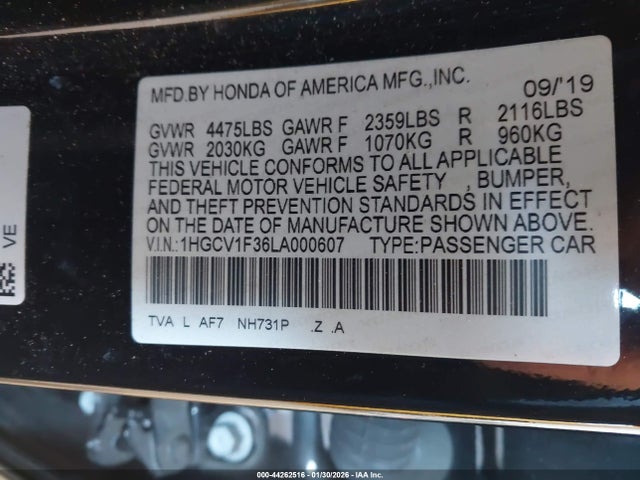 MFD.BY HONDA OF AMERICA MFG.,INC. 09/'19
GVWR 4475LBS GAWR F 2359LBS R 2116LBS
GVWR 2030KG GAWR F 1070KG R 960KG
THIS VEHICLE CONFORMS TO ALL APPLICABLE
FEDERAL MOTOR VEHICLE SAFETY , BUMPER,
AND THEFT PREVENTION STANDARDS IN EFFECT
ON THE DATE OF MANUFACTURE SHOWN ABOVE.
V.I.N.:1HGCV1F36LA000607 TYPE:PASSENGER CAR
TVA L AF7 NH731P .Z .A
VE
000-44262516 - 01/30/2026 - IAA Inc.